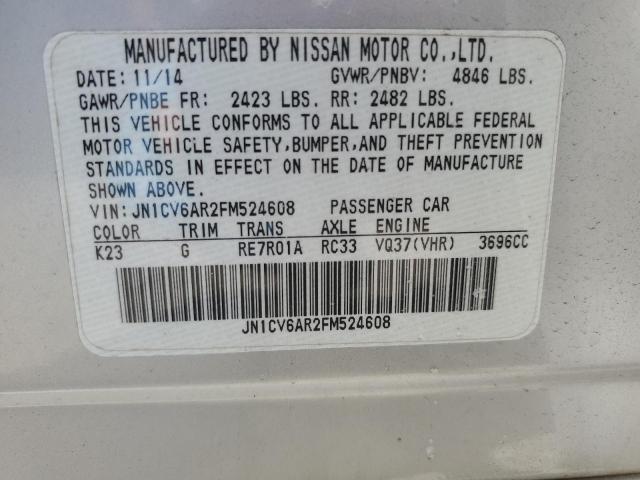 MANUFACTURED BY NISSAN MOTOR CO.,LTD.
DATE: 11/14 GVWR/PNBV: 4846 LBS.
GAWR/PNBE FR: 2423 LBS. RR: 2482 LBS.
THIS VEHICLE CONFORMS TO ALL APPLICABLE FEDERAL
MOTOR VEHICLE SAFETY,BUMPER,AND THEFT PREVENTION
STANDARDS IN EFFECT ON THE DATE OF MANUFACTURE
SHOWN ABOVE.
VIN:JN1CV6AR2FM524608 PASSENGER CAR
COLOR TRIM TRANS AXLE ENGINE
K23 G RE7R01A RC33 VQ37(VHR) 3696CC
JN1CV6AR2FM524608